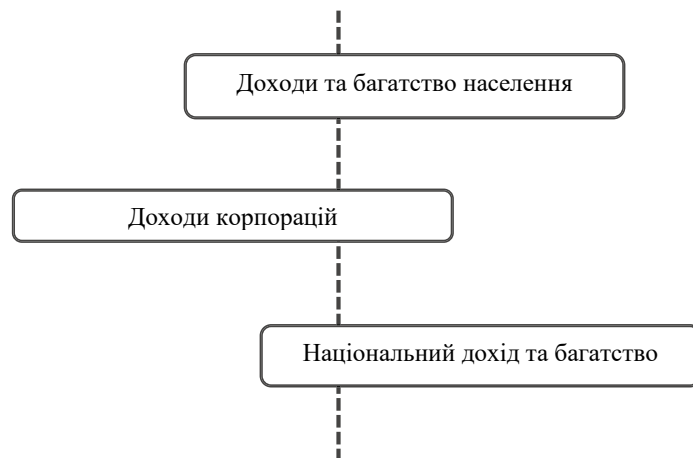 Доходи та багатство населення
Доходи корпорацій
Національний дохід та багатство